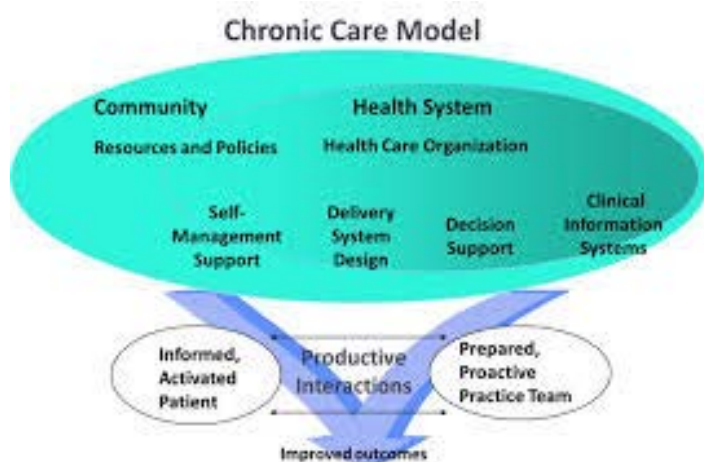 Chronic Care Model
Community
Resources and Policies
Health System
Health Care Organization
Self-
Management
Support
Delivery
System
Design
Decision
Support
Clinical
Information
Systems
Informed,
Activated
Patient
Productive
Interactions
Prepared,
Proactive
Practice Team
Improved outcomes